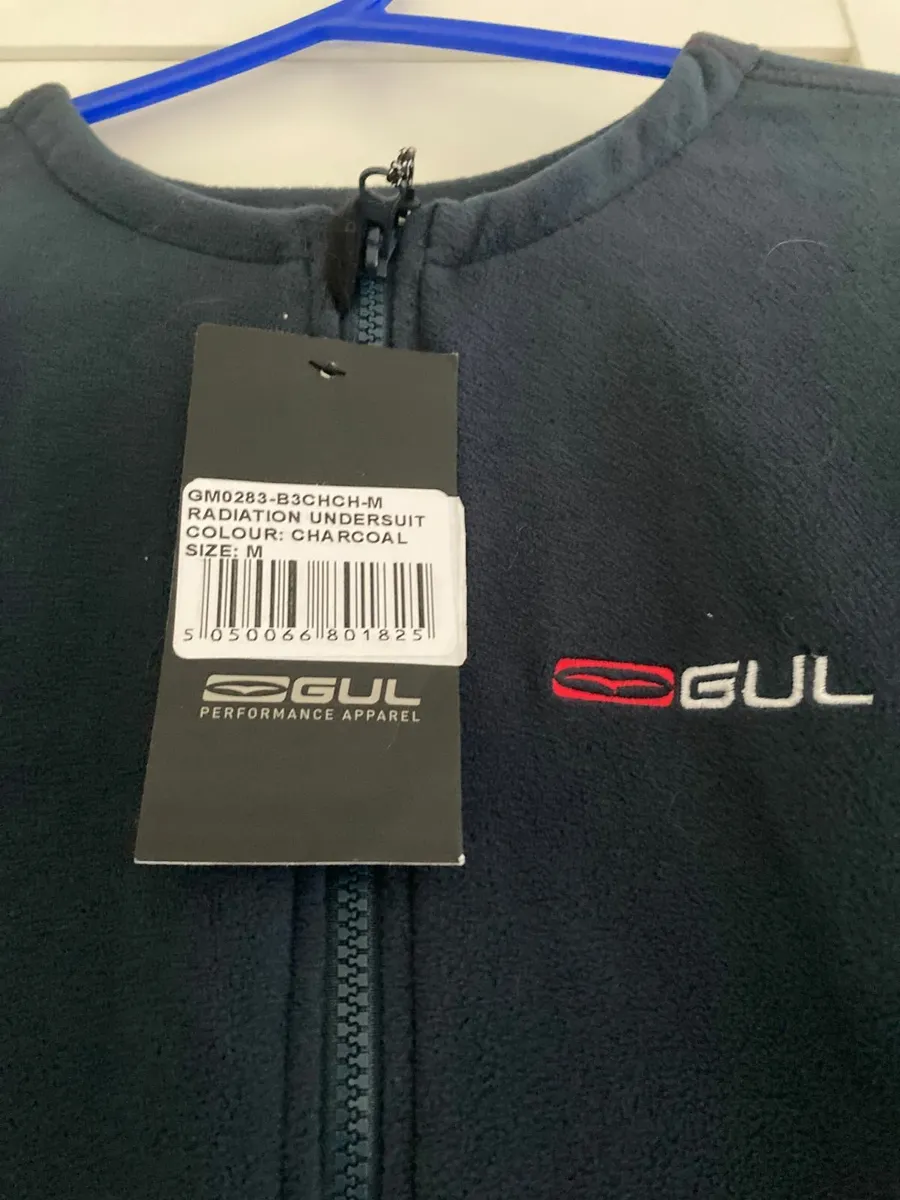 GM0283-B3CHCH-M
RADIATION UNDERSUIT
COLOUR: CHARCOAL
SIZE: M
5 050066 801825
GUL
PERFORMANCE APPAREL
GUL